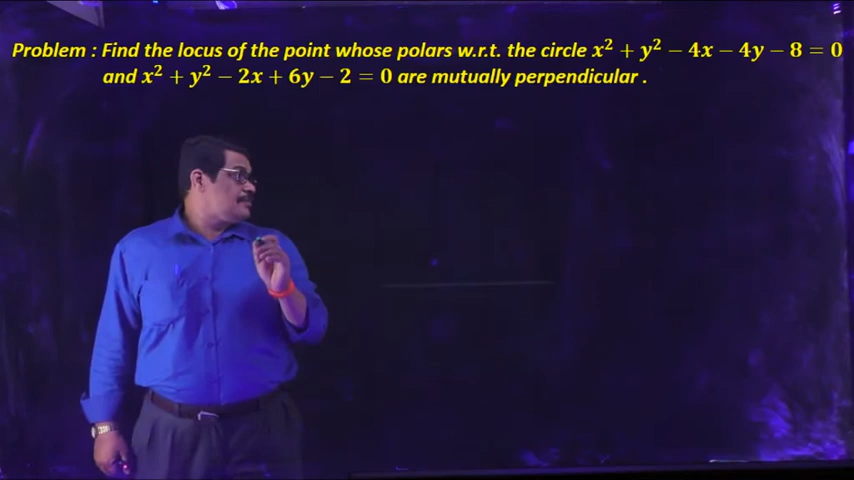 Problem : Find the locus of the point whose polars w.r.t. the circle x² + y² − 4x − 4y − 8 = 0
and x² + y² − 2x + 6y − 2 = 0 are mutually perpendicular .